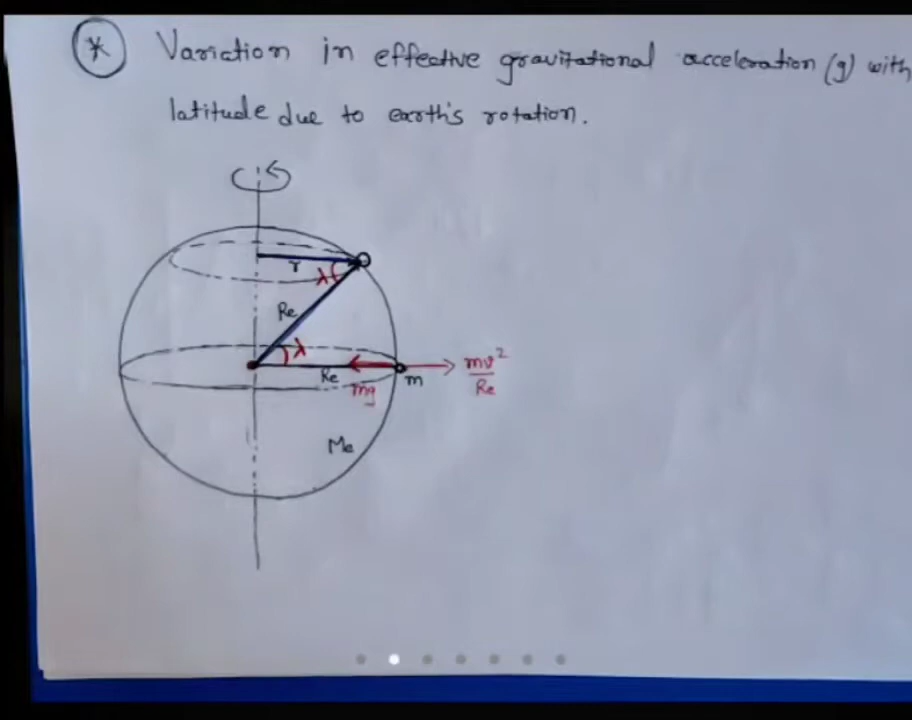 * Variation in effective gravitational acceleration (g) with
latitude due to earth's rotation.
r
λ
Re
λ
Re
mg
m
mv²
Re
Me